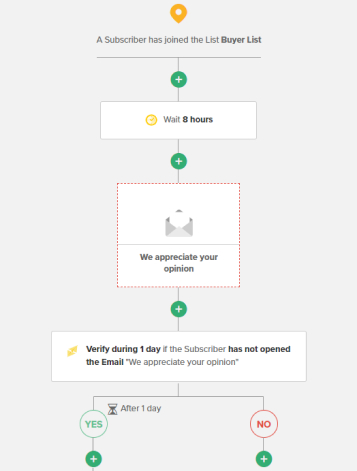 A Subscriber has joined the List Buyer List
Wait 8 hours
We appreciate your
opinion
Verify during 1 day if the Subscriber has not opened
the Email "We appreciate your opinion"
After 1 day
YES
NO